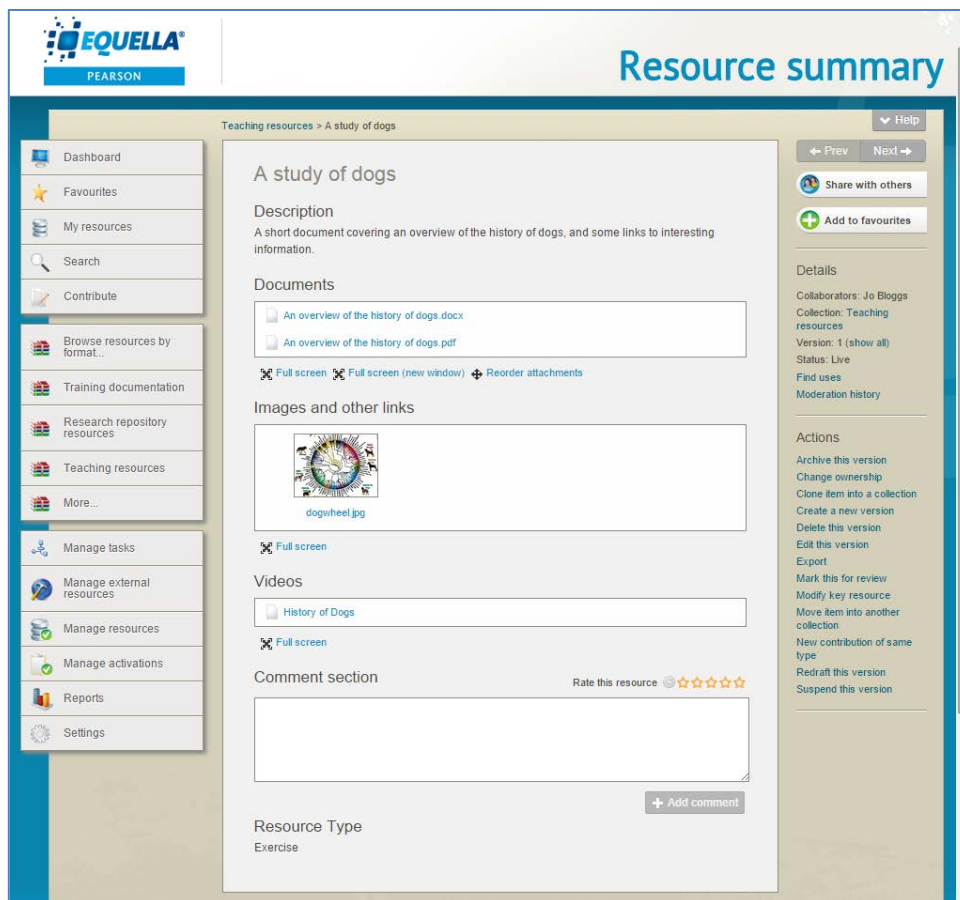 EQUELLA®
PEARSON
Resource summary
Teaching resources > A study of dogs
Help
Dashboard
Favourites
My resources
Search
Contribute
Browse resources by
format...
Training documentation
Research repository
resources
Teaching resources
More...
Manage tasks
Manage external
resources
Manage resources
Manage activations
Reports
Settings
A study of dogs
Description
A short document covering an overview of the history of dogs, and some links to interesting
information.
Documents
An overview of the history of dogs.docx
An overview of the history of dogs.pdf
Full screen Full screen (new window) Reorder attachments
Images and other links
dogwheel.jpg
Full screen
Videos
History of Dogs
Full screen
Comment section
Rate this resource
Add comment
Resource Type
Exercise
Prev Next
Share with others
Add to favourites
Details
Collaborators: Jo Bloggs
Collection: Teaching
resources
Version: 1 (show all)
Status: Live
Find uses
Moderation history
Actions
Archive this version
Change ownership
Clone item into a collection
Create a new version
Delete this version
Edit this version
Export
Mark this for review
Modify key resource
Move item into another
collection
New contribution of same
type
Redraft this version
Suspend this version